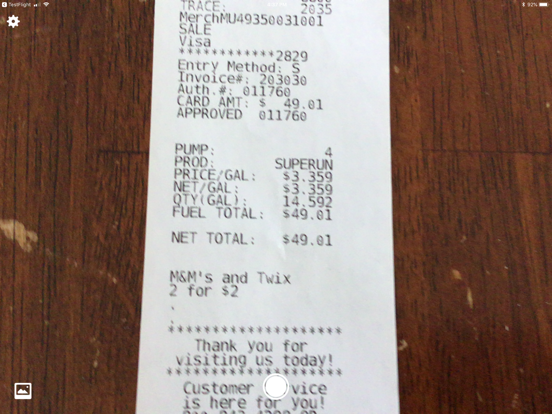 TestFlight
92%
TRACE: 2035
MerchMU49350031001
SALE
Visa
************2829
Entry Method: S
Invoice#: 203030
Auth.#: 011760
CARD AMT: $ 49.01
APPROVED 011760
PUMP: 4
PROD: SUPERUN
PRICE/GAL: $3.359
NET/GAL: $3.359
QTY(GAL): 14.592
FUEL TOTAL: $49.01
NET TOTAL: $49.01
M&M's and Twix
2 for $2
.
.
********************
Thank you for
visiting us today!
********************
Customer vice
is here for you!